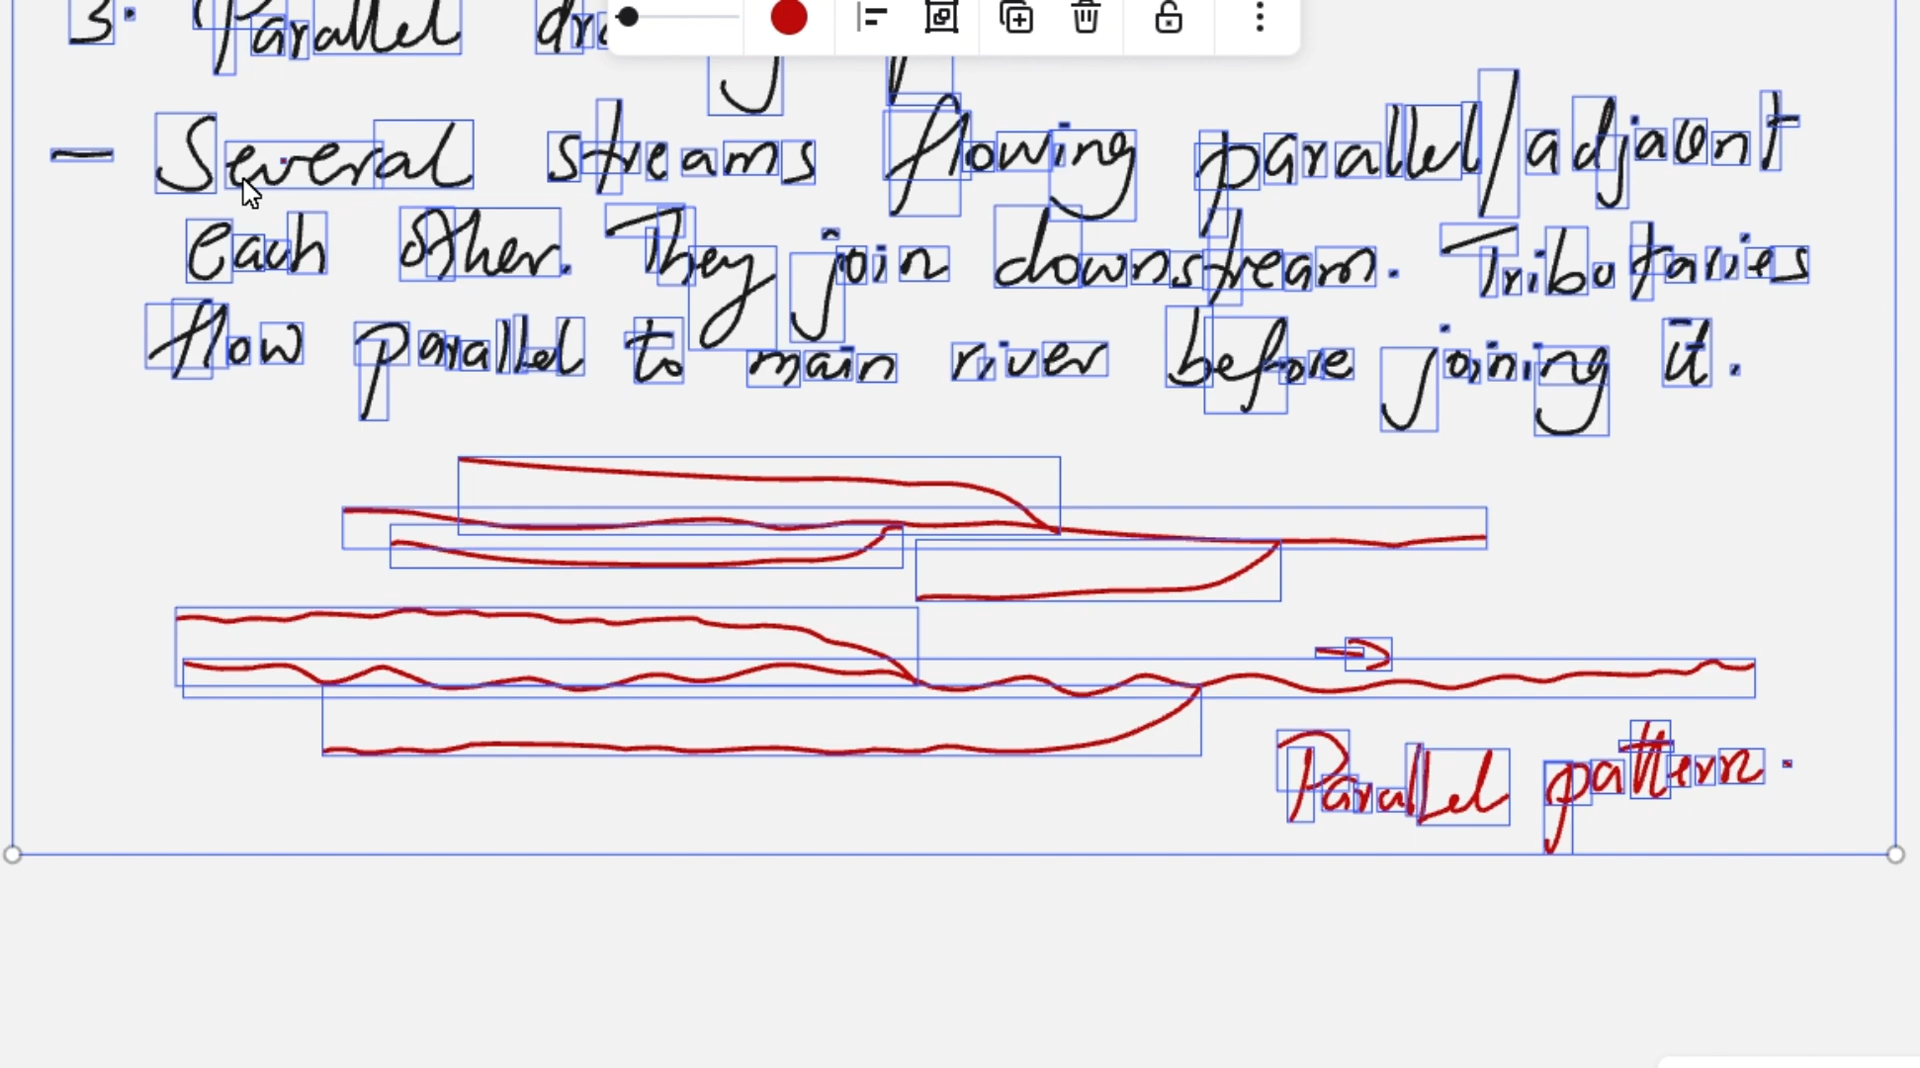 3. Parallel
- Several streams flowing parallel/adjacent
each other. They join downstream. Tributaries
flow parallel to main river before joining it.
Parallel pattern.